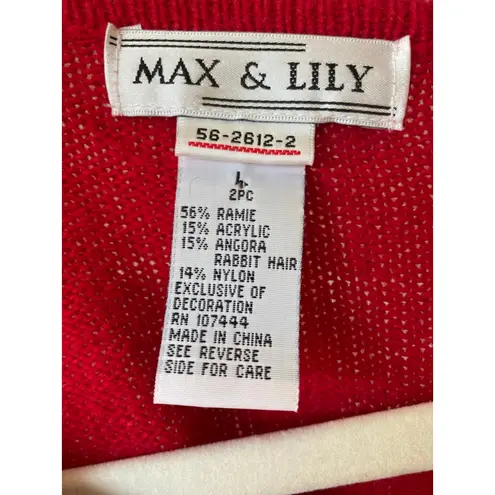 MAX & LILY
56-2612-2
L
2PC
56% RAMIE
15% ACRYLIC
15% ANGORA
RABBIT HAIR
14% NYLON
EXCLUSIVE OF
DECORATION
RN 107444
MADE IN CHINA
SEE REVERSE
SIDE FOR CARE